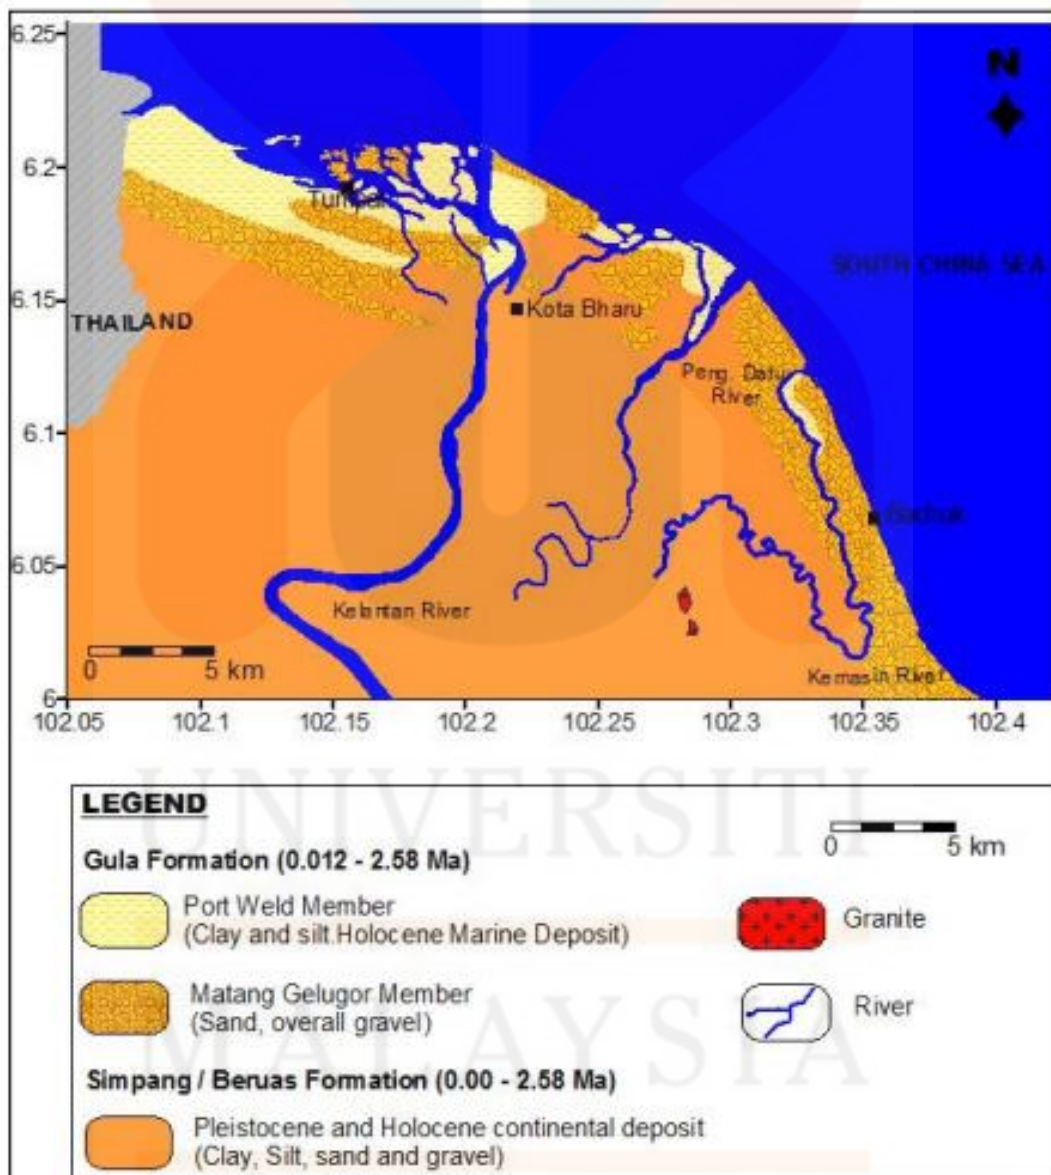 6.25
N
6.2
Tumpat
SOUTH CHINA SEA
6.15
Kota Bharu
THAILAND
Peng. Datu
River
6.1
Bachok
6.05
Kelantan River
0 5 km
Kemasin River
6
102.05 102.1 102.15 102.2 102.25 102.3 102.35 102.4
UNIVERSITI
MALAYSIA
LEGEND
0 5 km
Gula Formation (0.012 - 2.58 Ma)
Port Weld Member
(Clay and silt.Holocene Marine Deposit)
Granite
Matang Gelugor Member
(Sand, overall gravel)
River
Simpang / Beruas Formation (0.00 - 2.58 Ma)
Pleistocene and Holocene continental deposit
(Clay, Silt, sand and gravel)